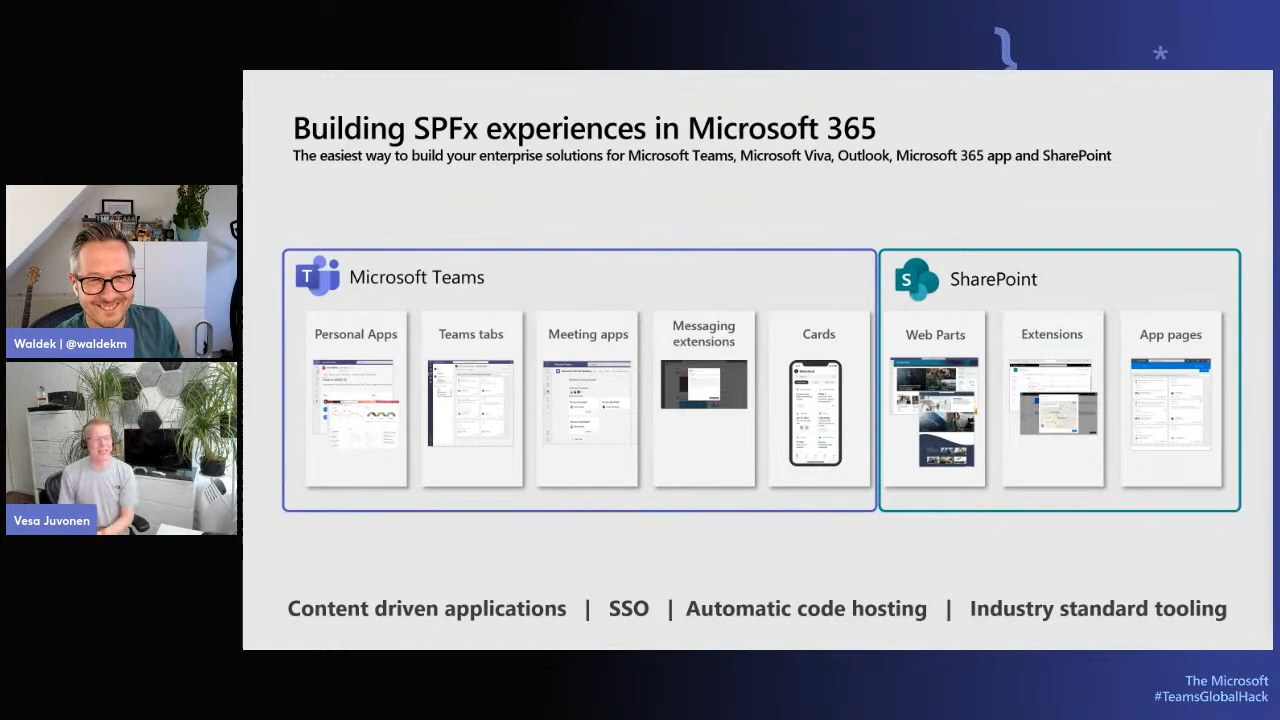 }
*
Building SPFx experiences in Microsoft 365
The easiest way to build your enterprise solutions for Microsoft Teams, Microsoft Viva, Outlook, Microsoft 365 app and SharePoint
T
Microsoft Teams
Personal Apps
Teams tabs
Meeting apps
Messaging
extensions
Cards
S
SharePoint
Web Parts
Extensions
App pages
Content driven applications | SSO | Automatic code hosting | Industry standard tooling
Waldek | @waldekm
Vesa Juvonen
The Microsoft
#TeamsGlobalHack